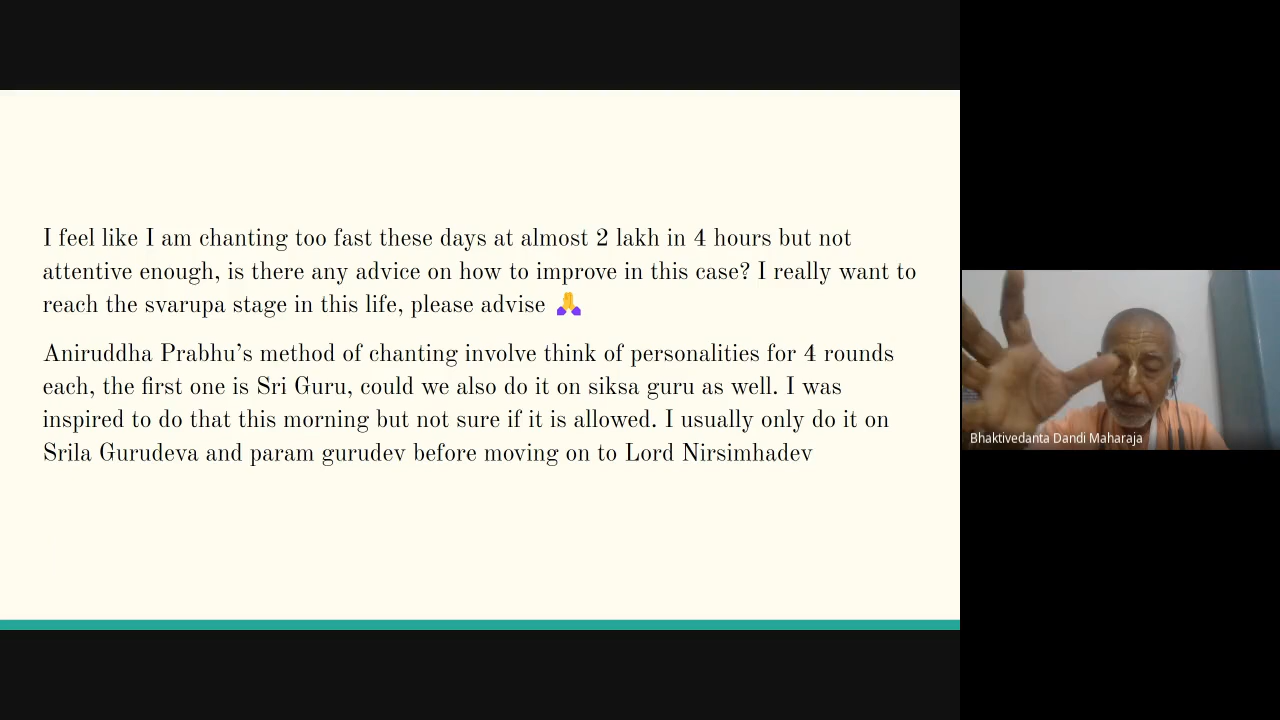 I feel like I am chanting too fast these days at almost 2 lakh in 4 hours but not
attentive enough, is there any advice on how to improve in this case? I really want to
reach the svarupa stage in this life, please advise 🙏
Aniruddha Prabhu's method of chanting involve think of personalities for 4 rounds
each, the first one is Sri Guru, could we also do it on siksa guru as well. I was
inspired to do that this morning but not sure if it is allowed. I usually only do it on
Srila Gurudeva and param gurudev before moving on to Lord Nirsimhadev
Bhaktivedanta Dandi Maharaja